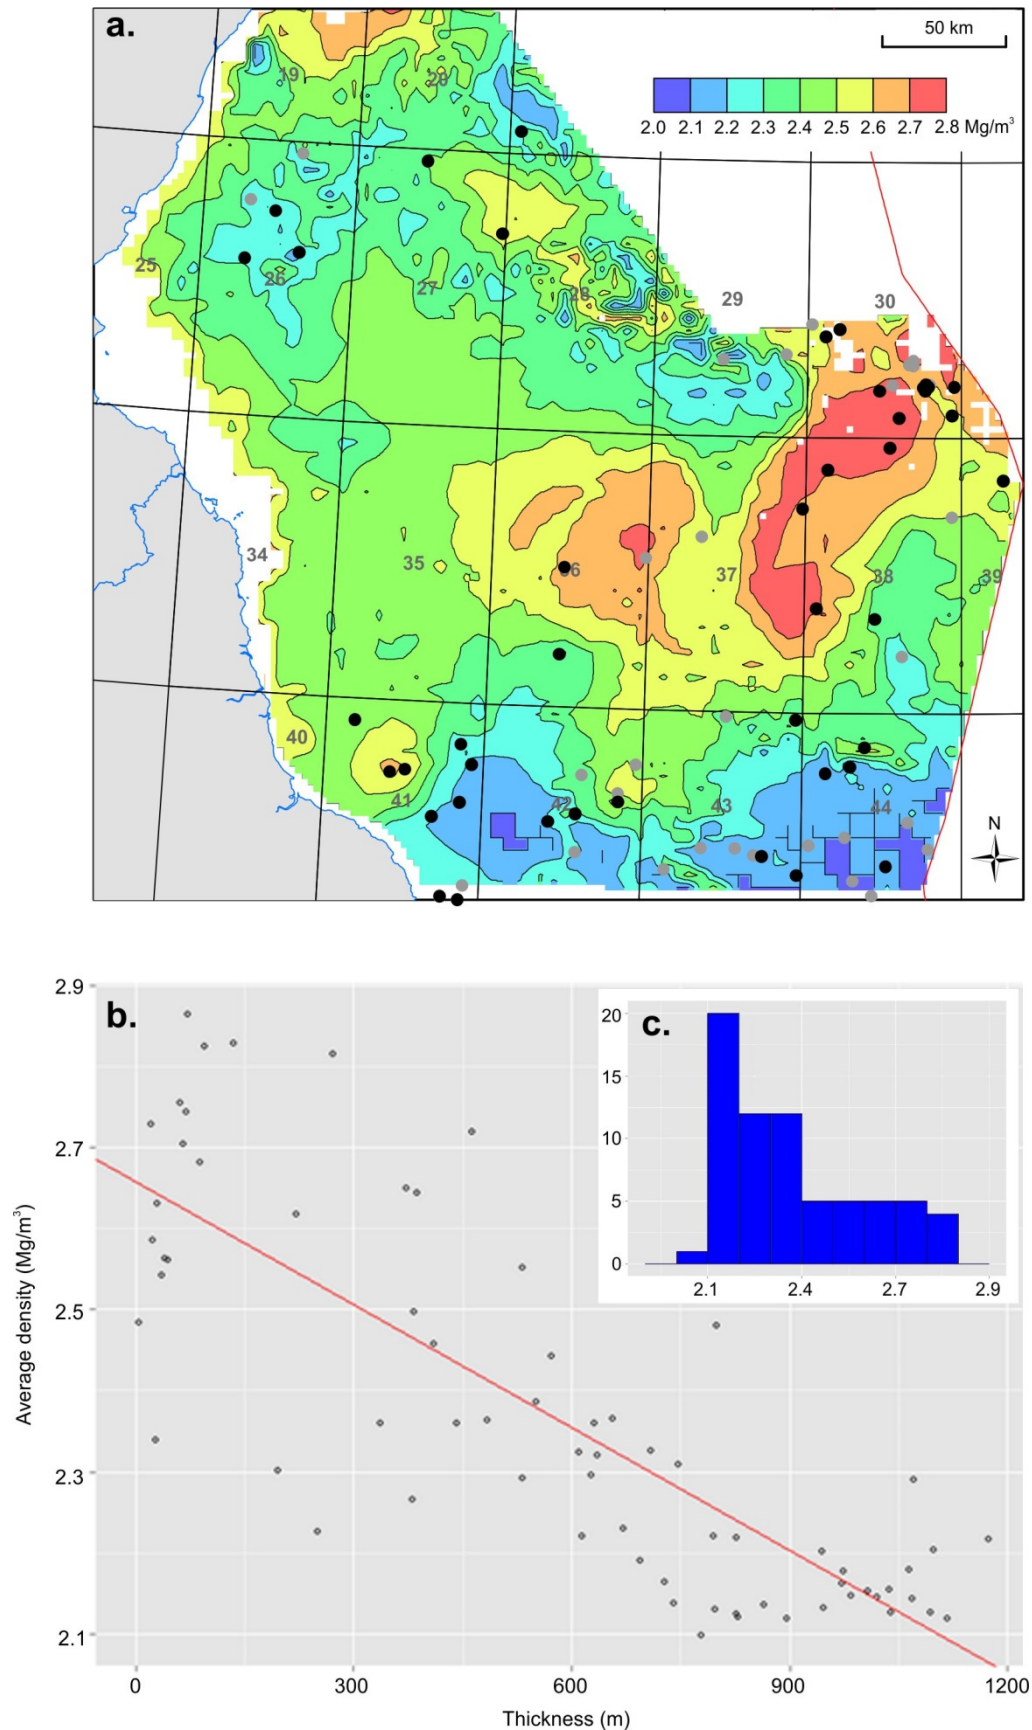 a.
50 km
2.0 2.1 2.2 2.3 2.4 2.5 2.6 2.7 2.8 Mg/m³
19 20
25 26 27 28 29 30
34 35 36 37 38 39
40 41 42 43 44
N
b.
2.9
2.7
2.5
2.3
2.1
Average density (Mg/m³)
0 300 600 900 1200
Thickness (m)
c.
20
15
10
5
0
2.1 2.4 2.7 2.9